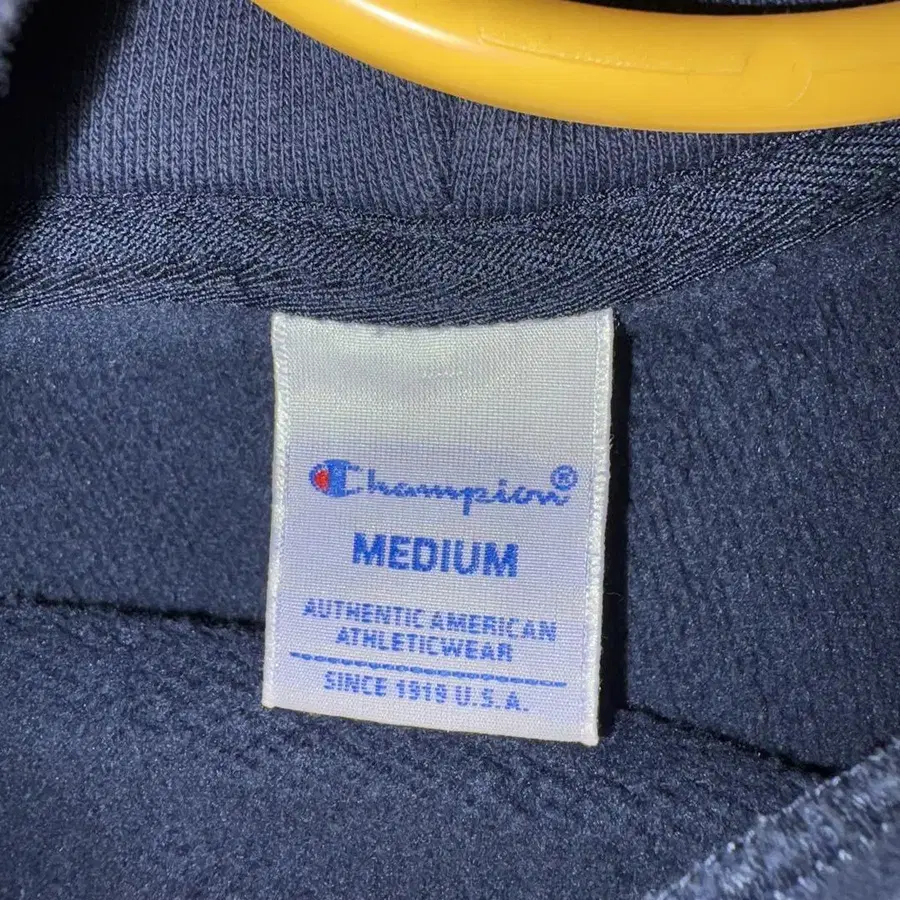 Champion®
MEDIUM
AUTHENTIC AMERICAN
ATHLETICWEAR
SINCE 1919 U.S.A.